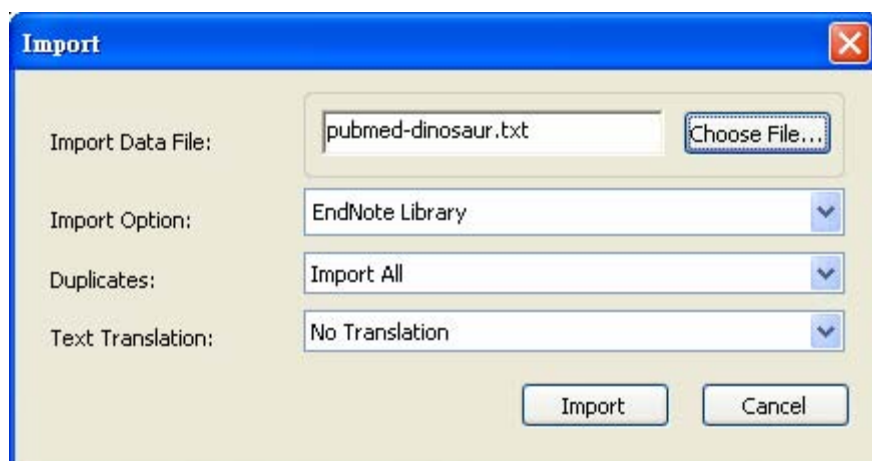 Import
Import Data File:
pubmed-dinosaur.txt
Choose File...
Import Option:
EndNote Library
Duplicates:
Import All
Text Translation:
No Translation
Import
Cancel